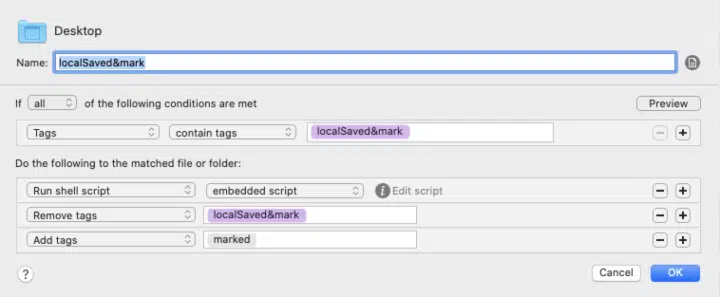 Desktop
Name: localSaved&mark
If all of the following conditions are met Preview
Tags contain tags localSaved&mark
Do the following to the matched file or folder:
Run shell script embedded script i Edit script
Remove tags localSaved&mark
Add tags marked
? Cancel OK